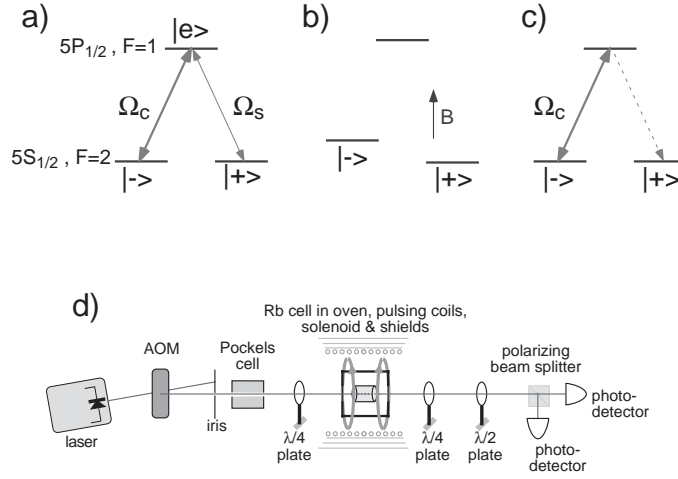 a)
|e>
5P1/2 , F=1
Ωc
Ωs
5S1/2 , F=2
|->
|+>
b)
B
|->
|+>
c)
Ωc
|->
|+>
d)
Rb cell in oven, pulsing coils,
solenoid & shields
AOM
Pockels
cell
polarizing
beam splitter
laser
iris
λ/4
plate
λ/4
plate
λ/2
plate
photo-
detector
photo-
detector